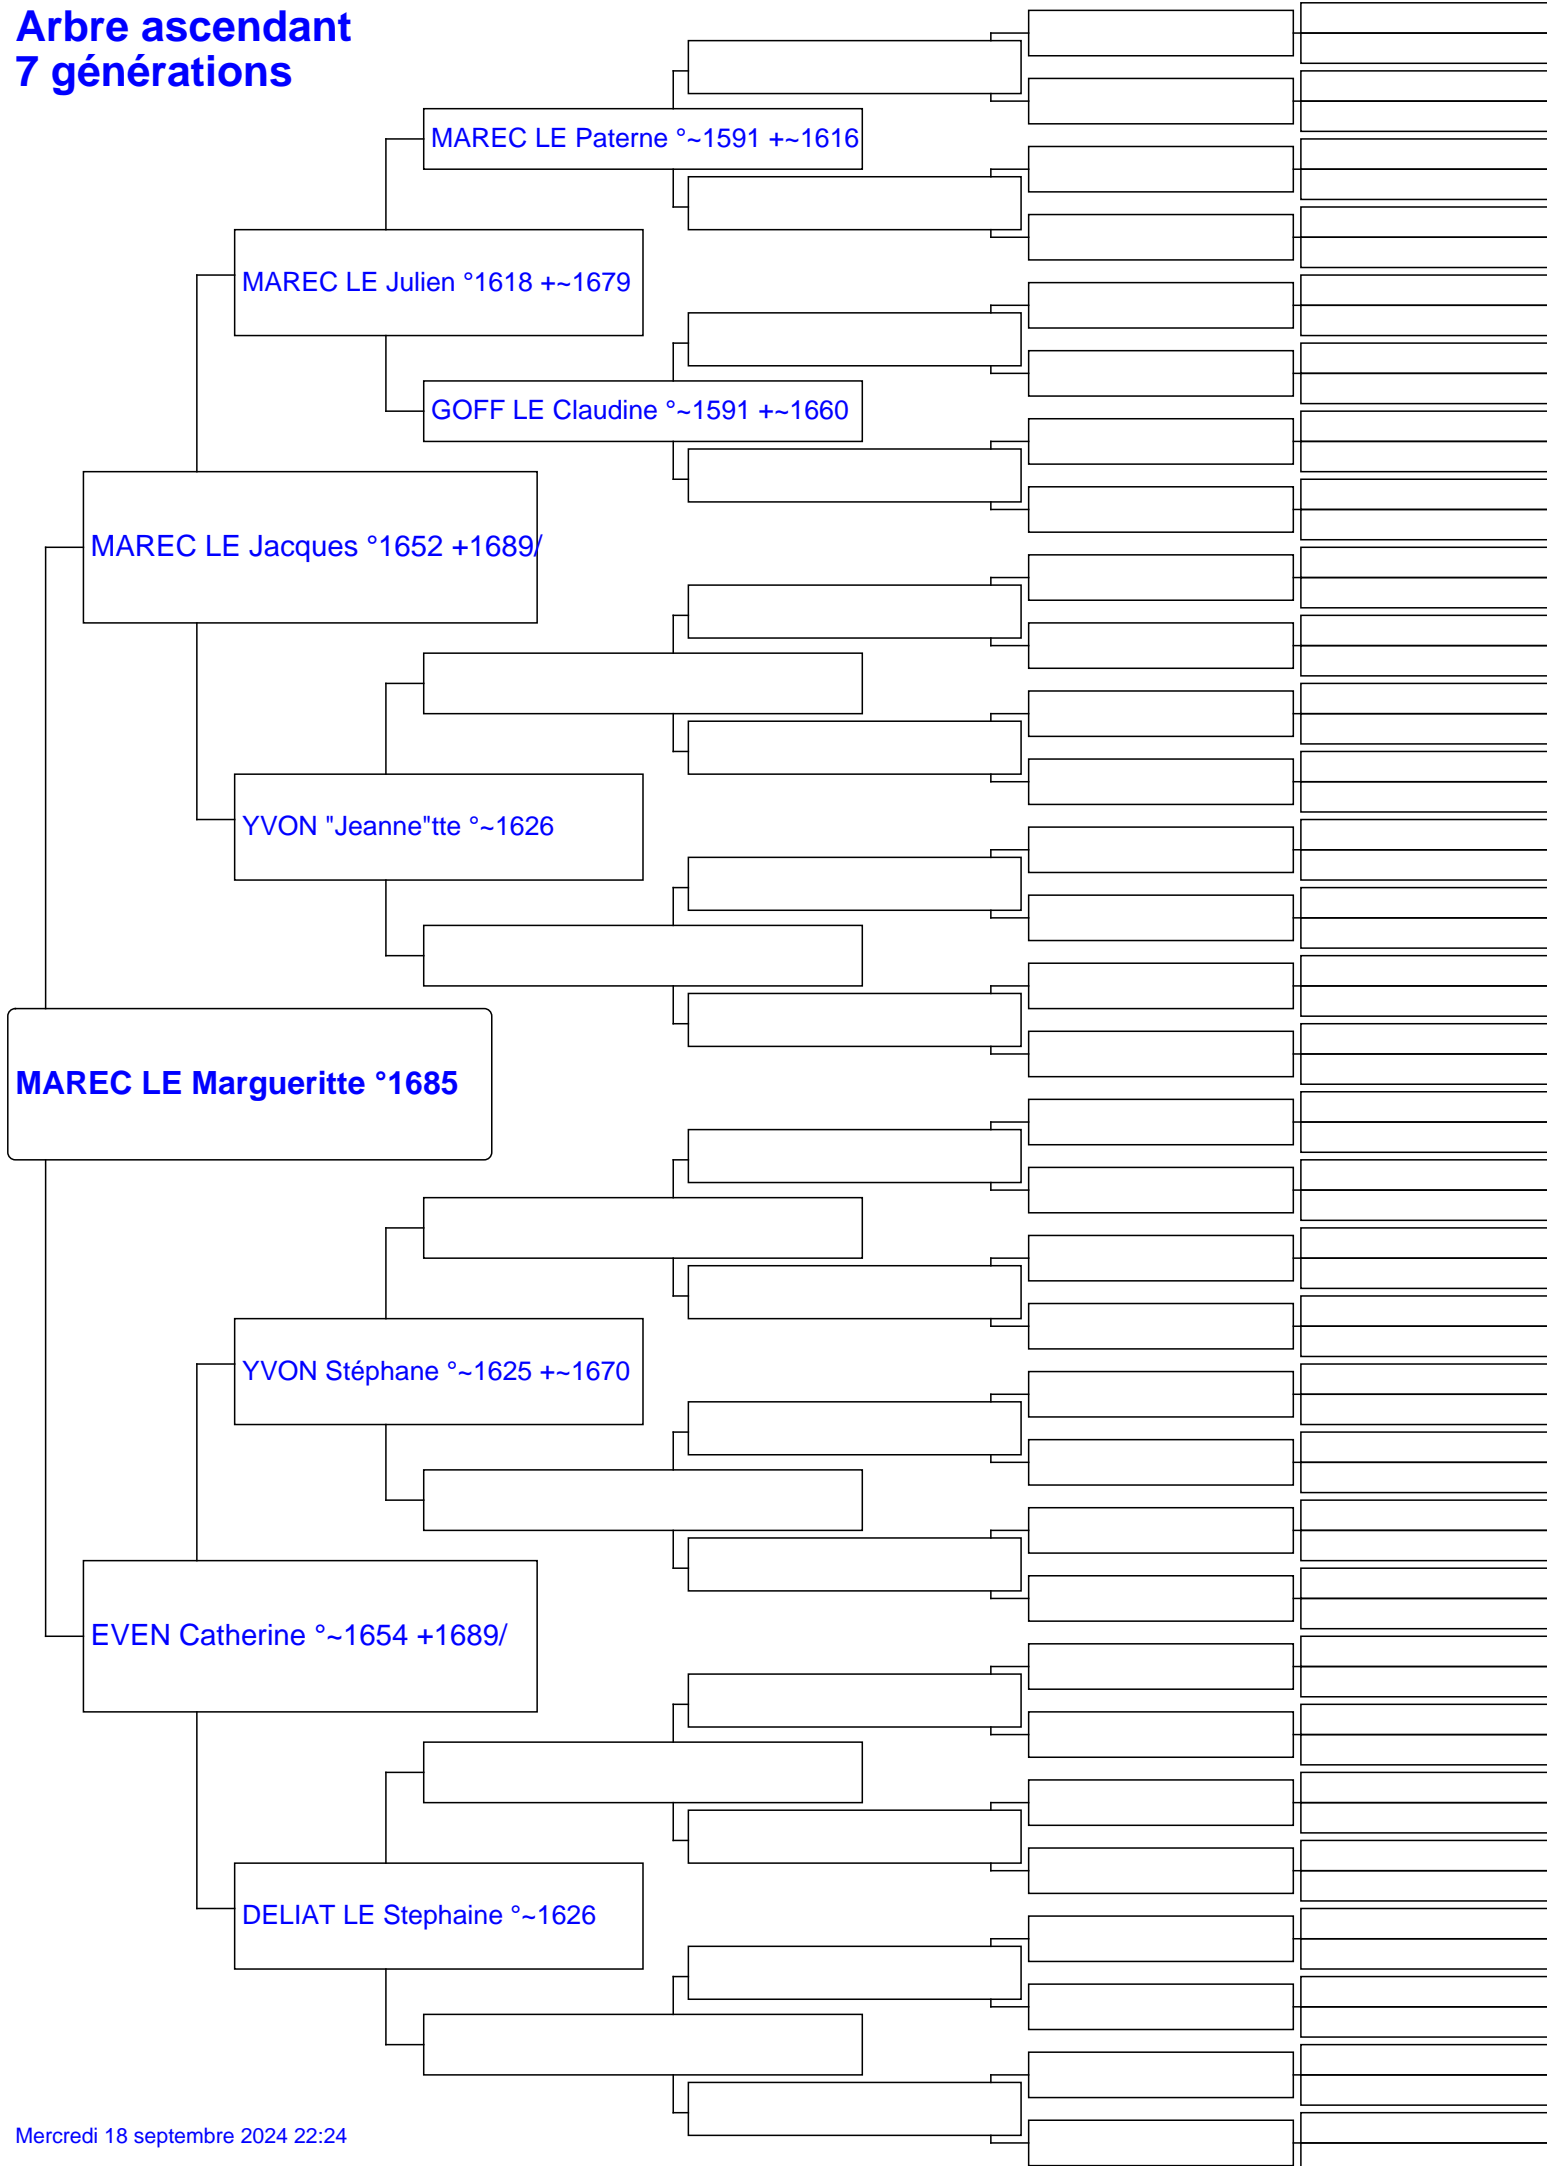 Arbre ascendant
7 générations
MAREC LE Paterne °~1591 +~1616
MAREC LE Julien °1618 +~1679
GOFF LE Claudine °~1591 +~1660
MAREC LE Jacques °1652 +1689/
YVON "Jeanne"tte °~1626
MAREC LE Margueritte °1685
YVON Stéphane °~1625 +~1670
EVEN Catherine °~1654 +1689/
DELIAT LE Stephaine °~1626
Mercredi 18 septembre 2024 22:24